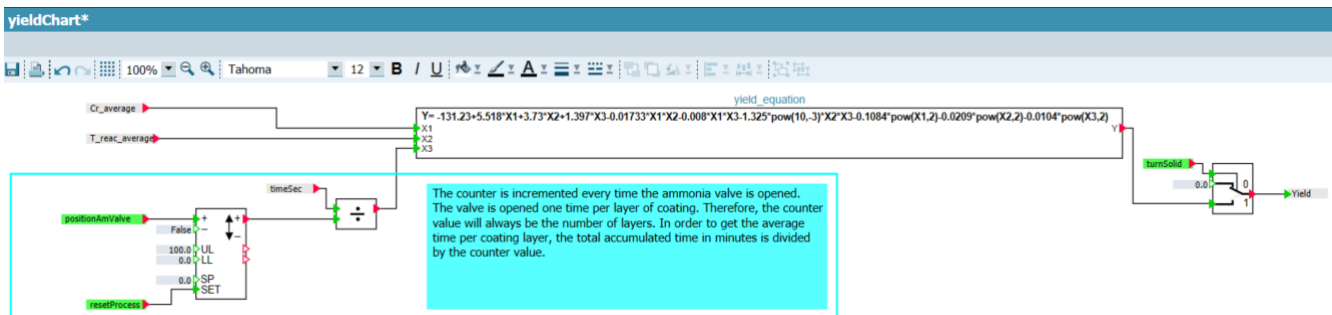 yieldChart*
100% Tahoma 12 B I U A
yield_equation
Cr_average
Y= -131.23+5.518*X1+3.73*X2+1.397*X3-0.01733*X1*X2-0.008*X1*X3-1.325*pow(10,-3)*X2*X3-0.1084*pow(X1,2)-0.0209*pow(X2,2)-0.0104*pow(X3,2)
X1
Y
T_reac_average
X2
X3
turnSolid
0.0
0
1
Yield
timeSec
÷
The counter is incremented every time the ammonia valve is opened.
The valve is opened one time per layer of coating. Therefore, the counter
value will always be the number of layers. In order to get the average
time per coating layer, the total accumulated time in minutes is divided
by the counter value.
positionAmValve
+
+
False
−
−
100.0
UL
0.0
LL
0.0
SP
SET
resetProcess